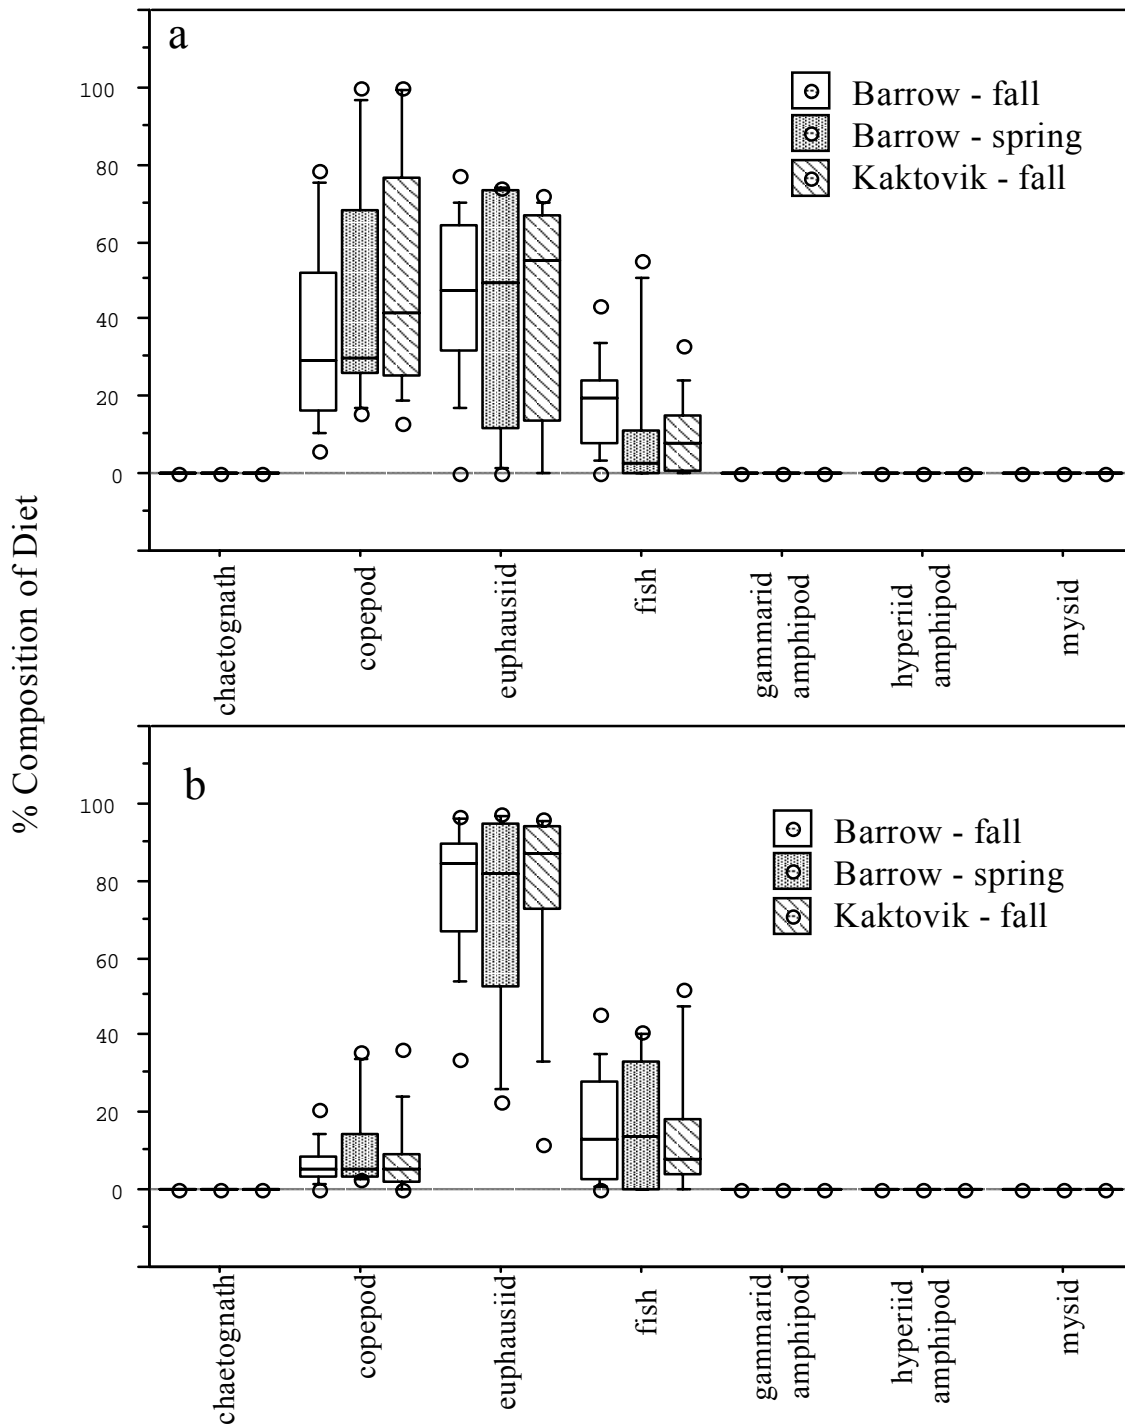 % Composition of Diet
a
100
80
60
40
20
0
Barrow - fall
Barrow - spring
Kaktovik - fall
chaetognath
copepod
euphausiid
fish
gammarid
amphipod
hyperiid
amphipod
mysid
b
100
80
60
40
20
0
Barrow - fall
Barrow - spring
Kaktovik - fall
chaetognath
copepod
euphausiid
fish
gammarid
amphipod
hyperiid
amphipod
mysid